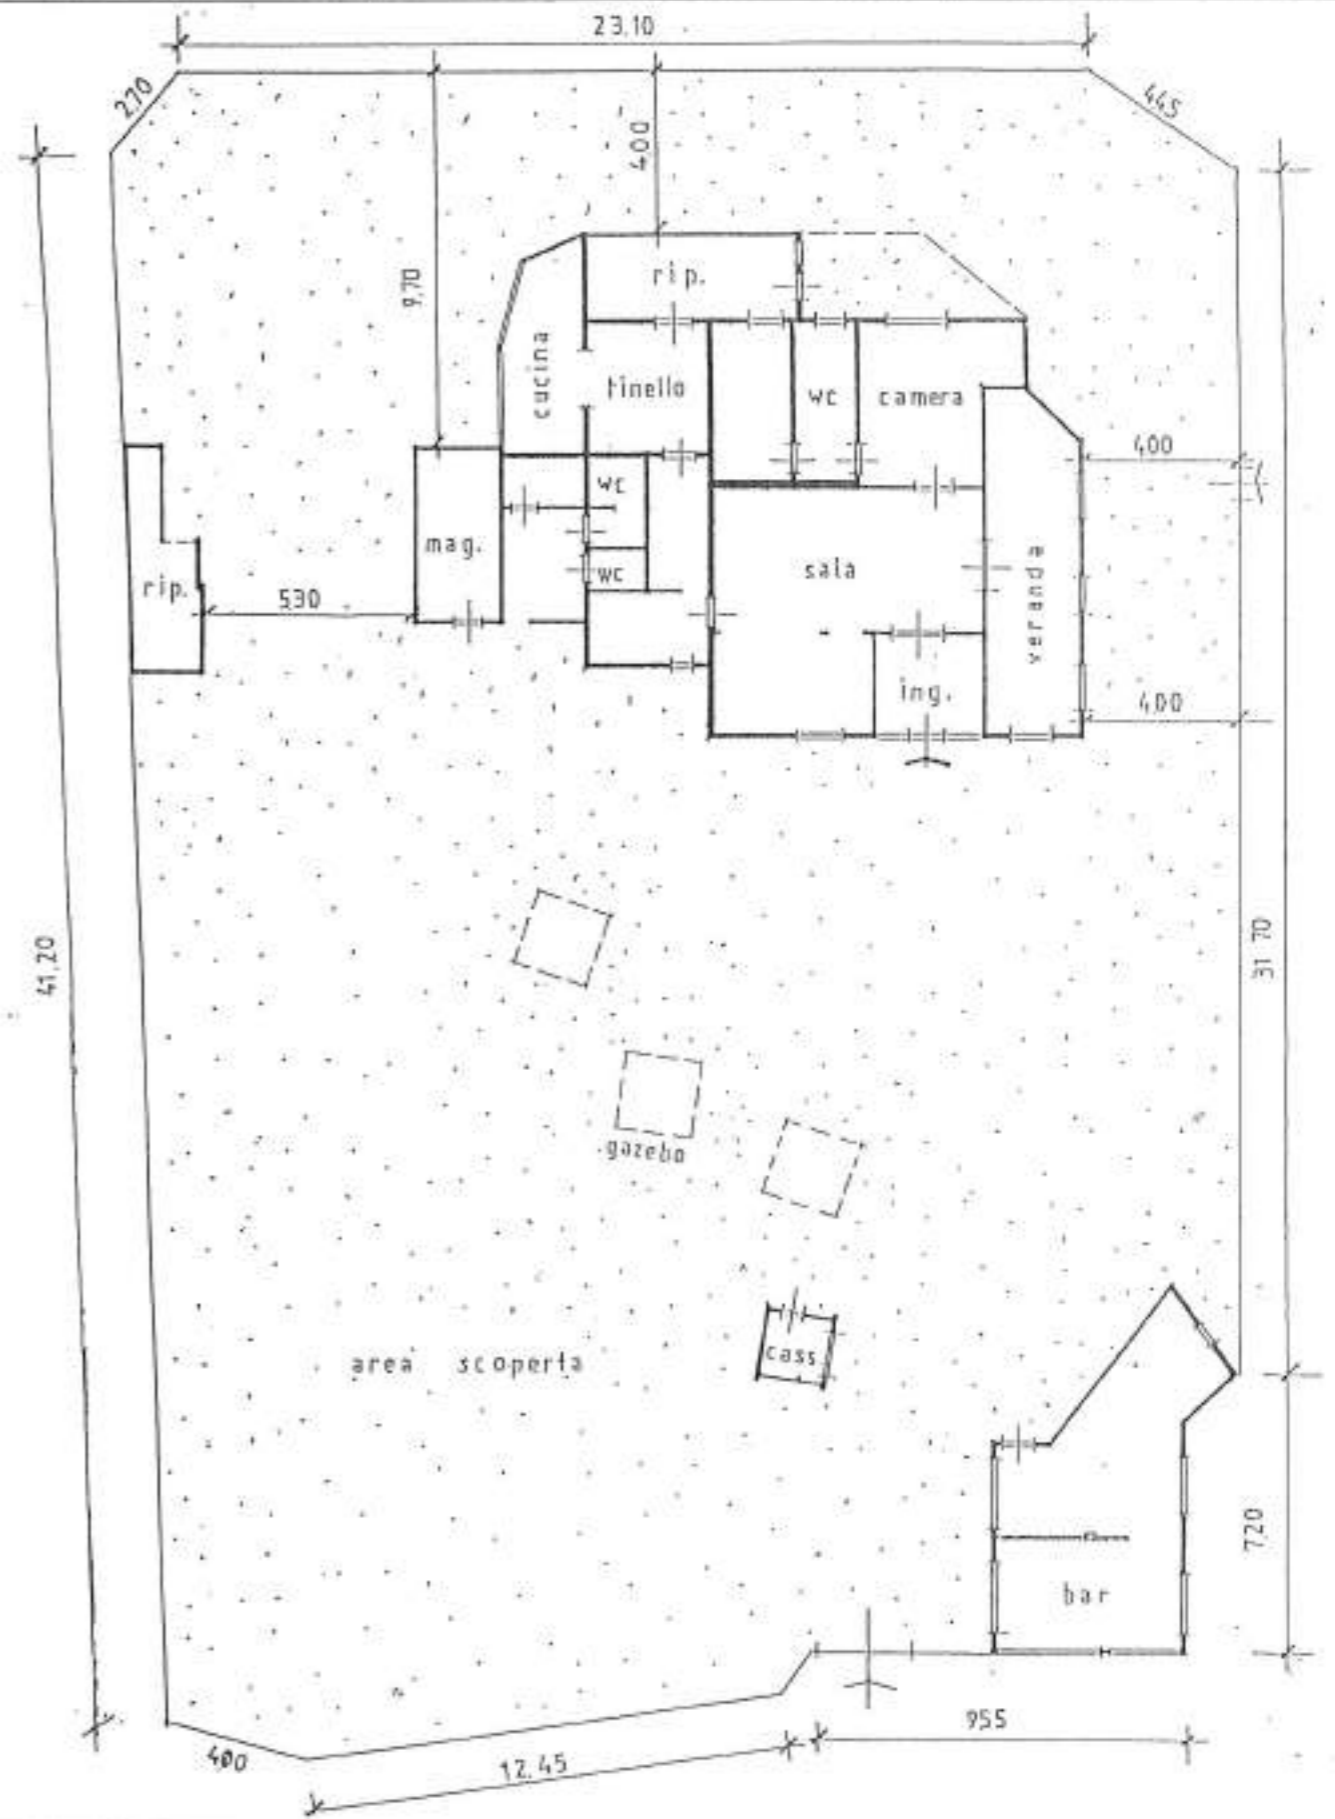 23,10
2,70
4,45
4,00
rip.
9,70
cucina
tinello
wc
camera
4,00
wc
mag.
sala
veranda
rip.
5,30
wc
ing.
4,00
41,20
31,70
gazebo
area scoperta
cass.
7,20
bar
9,55
4,00
12,45